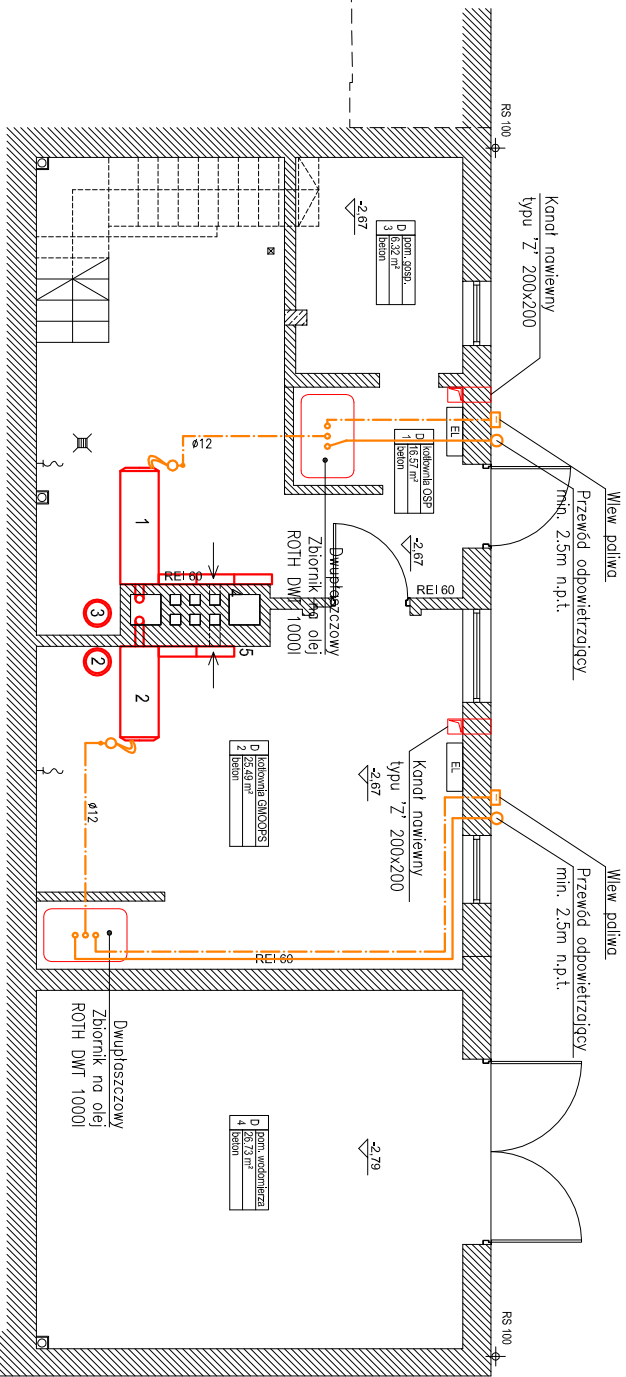 RS 100
Kanał nawiewny
typu 'Z' 200x200
Wlew paliwa
Przewód odpowietrzający
min. 2.5m n.p.t.
Wlew paliwa
Przewód odpowietrzający
min. 2.5m n.p.t.
RS 100
-2,67
D
3
pom. gosp.
6.32 m²
beton
EL
D
1
kotłownia OSP
16.57 m²
beton
-2,67
REI 60
Dwupłaszczowy
Zbiornik na olej
ROTH DWT 1000l
ø12
1
REI 60
4
3
2
5
2
D
2
kotłownia GMOOPS
25.49 m²
beton
-2,67
EL
Kanał nawiewny
typu 'Z' 200x200
ø12
REI 60
Dwupłaszczowy
Zbiornik na olej
ROTH DWT 1000l
D
4
pom. wodomierza
26.73 m²
beton
-2,79